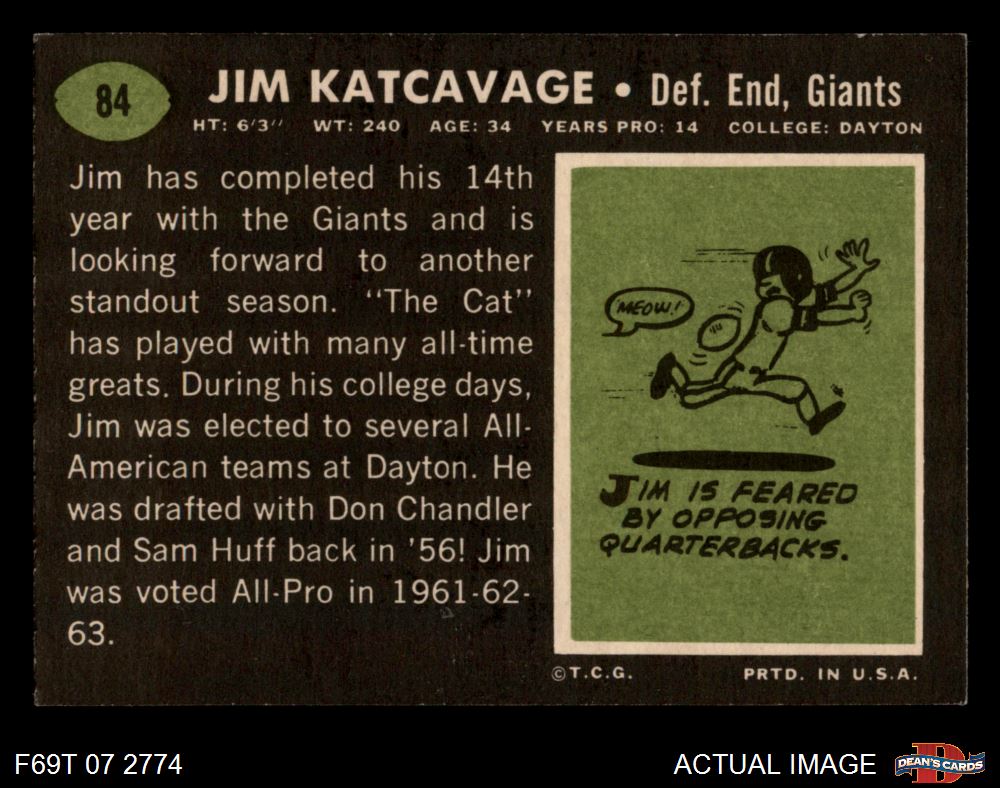 84
JIM KATCAVAGE • Def. End, Giants
HT: 6'3" WT: 240 AGE: 34 YEARS PRO: 14 COLLEGE: DAYTON
Jim has completed his 14th
year with the Giants and is
looking forward to another
standout season. "The Cat"
has played with many all-time
greats. During his college days,
Jim was elected to several All-
American teams at Dayton. He
was drafted with Don Chandler
and Sam Huff back in '56! Jim
was voted All-Pro in 1961-62-
63.
MEOW!
JIM IS FEARED
BY OPPOSING
QUARTERBACKS.
©T.C.G. PRTD. IN U.S.A.
F69T 07 2774
ACTUAL IMAGE
DEAN'S CARDS